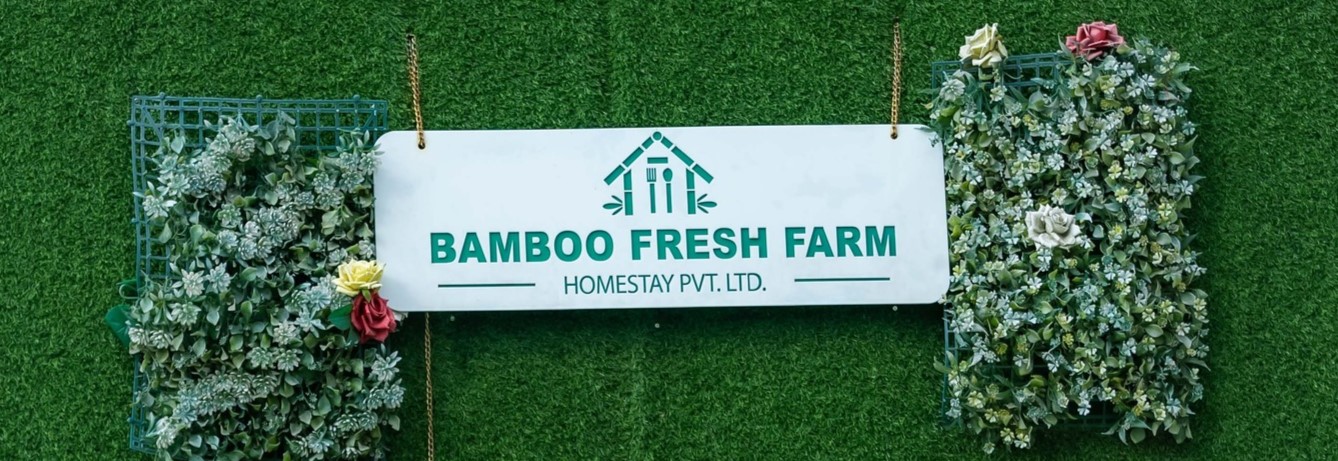 BAMBOO FRESH FARM
HOMESTAY PVT. LTD.